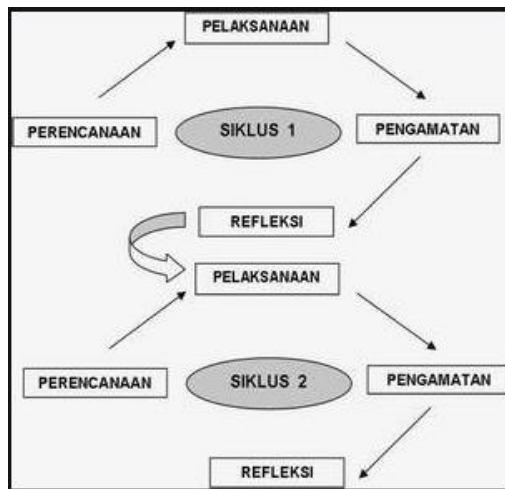 PELAKSANAAN
PERENCANAAN
SIKLUS 1
PENGAMATAN
REFLEKSI
PELAKSANAAN
PERENCANAAN
SIKLUS 2
PENGAMATAN
REFLEKSI